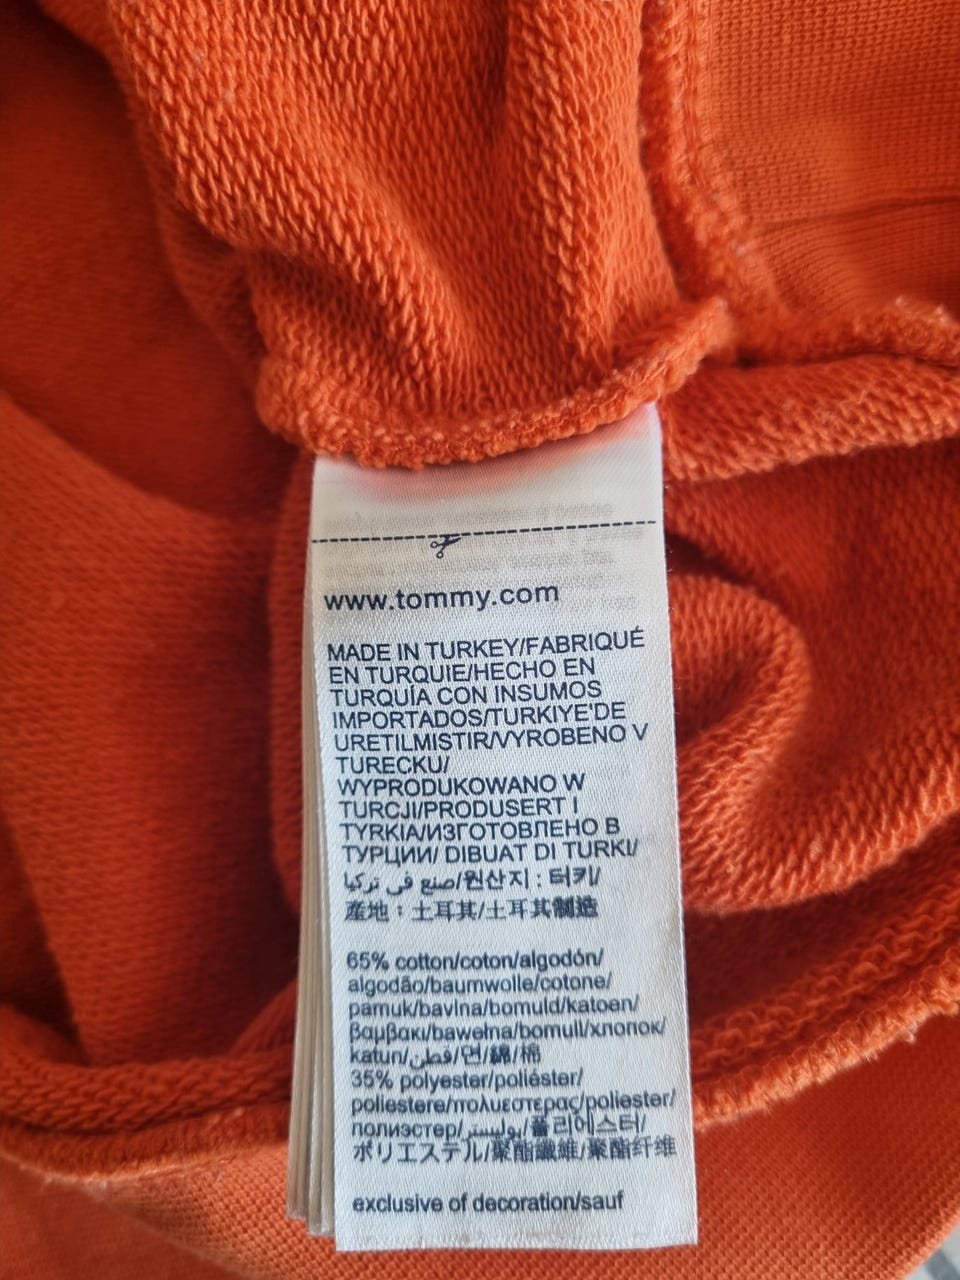 www.tommy.com
MADE IN TURKEY/FABRIQUÉ
EN TURQUIE/HECHO EN
TURQUÍA CON INSUMOS
IMPORTADOS/TURKIYE'DE
URETILMISTIR/VYROBENO V
TURECKU/
WYPRODUKOWANO W
TURCJI/PRODUSERT I
TYRKIA/ИЗГОТОВЛЕНО В
ТУРЦИИ/ DIBUAT DI TURKI/
صنع في تركيا/원산지 : 터키/
產地：土耳其/土耳其制造
65% cotton/coton/algodón/
algodão/baumwolle/cotone/
pamuk/bavlna/bomuld/katoen/
βαμβακι/bawełna/bomull/хлопок/
katun/قطن/면/綿/棉
35% polyester/poliéster/
poliestere/πολυεστερας/poliester/
полиэстер/بوليستر/폴리에스터/
ポリエステル/聚酯纖維/聚酯纤维
exclusive of decoration/sauf